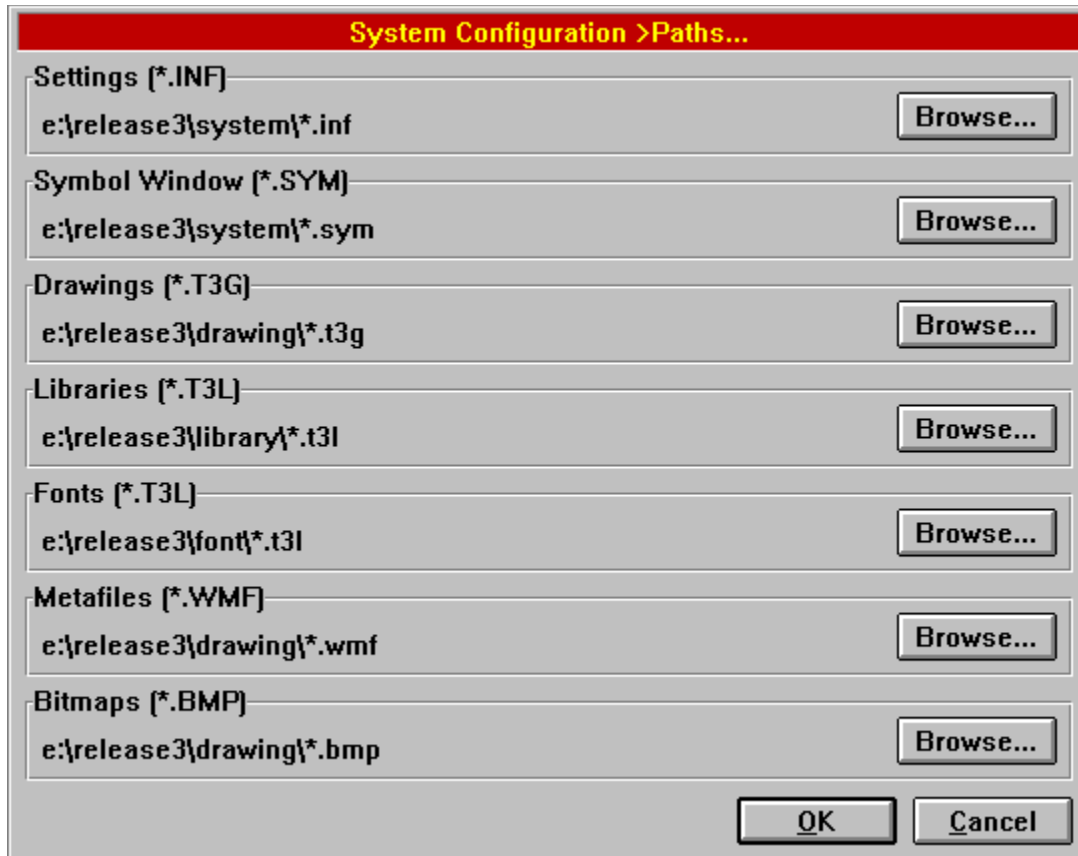 System Configuration >Paths...
Settings (*.INF)
e:\release3\system\*.inf
Browse...
Symbol Window (*.SYM)
e:\release3\system\*.sym
Browse...
Drawings (*.T3G)
e:\release3\drawing\*.t3g
Browse...
Libraries (*.T3L)
e:\release3\library\*.t3l
Browse...
Fonts (*.T3L)
e:\release3\font\*.t3l
Browse...
Metafiles (*.WMF)
e:\release3\drawing\*.wmf
Browse...
Bitmaps (*.BMP)
e:\release3\drawing\*.bmp
Browse...
OK
Cancel